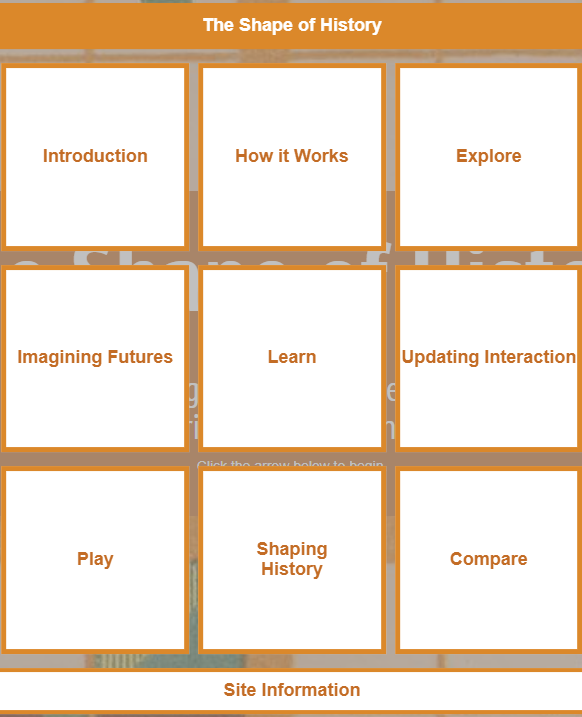 The Shape of History
Introduction
How it Works
Explore
Imagining Futures
Learn
Updating Interaction
Click the arrow below to begin
Play
Shaping
History
Compare
Site Information